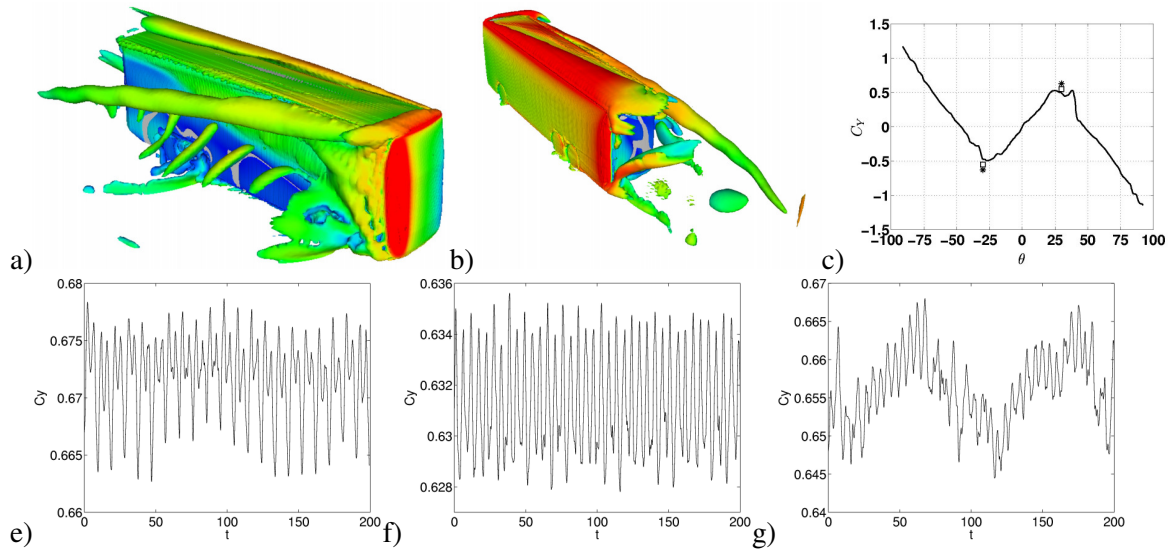 a)
b)
c)
1.5
1
0.5
0
−0.5
−1
−1.5
C_Y
−100 −75 −50 −25 0 25 50 75 100
θ
0.68
0.675
0.67
0.665
0.66
Cy
0 50 100 150 200
t
e)
0.636
0.634
0.632
0.63
0.628
Cy
0 50 100 150 200
t
f)
0.67
0.665
0.66
0.655
0.65
0.645
0.64
Cy
0 50 100 150 200
t
g)